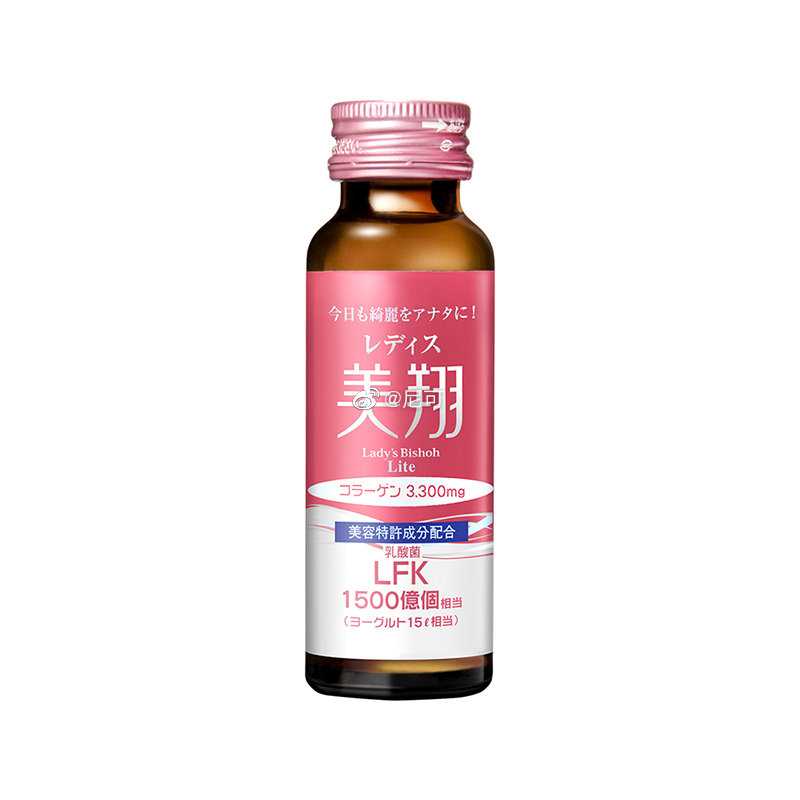 今日も綺麗をアナタに!
レディス
美翔
@尼可
Lady's Bishoh
Lite
コラーゲン 3,300mg
美容特許成分配合
乳酸菌
LFK
1500億個相当
(ヨーグルト15ℓ相当)